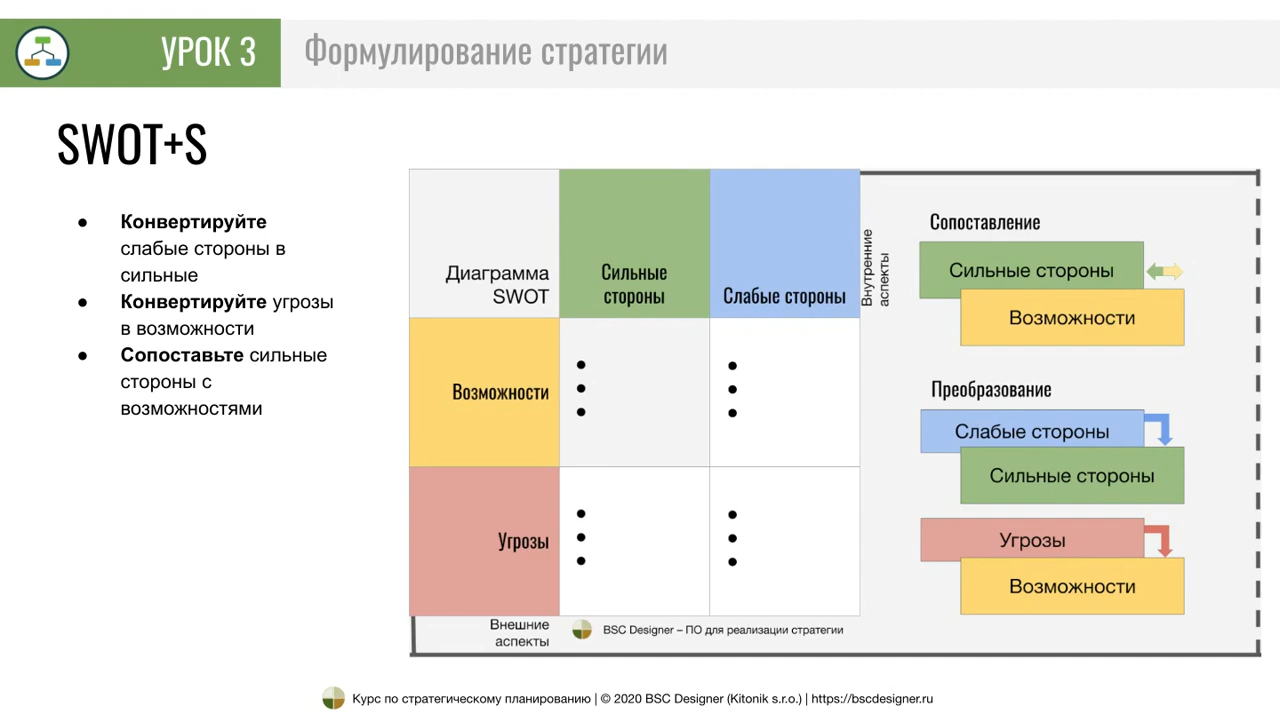 УРОК 3
Формулирование стратегии
SWOT+S
● Конвертируйте
слабые стороны в
сильные
● Конвертируйте угрозы
в возможности
● Сопоставьте сильные
стороны с
возможностями
Диаграмма
SWOT
Сильные
стороны
Слабые стороны
Внутренние
аспекты
Возможности
Угрозы
Внешние
аспекты
BSC Designer – ПО для реализации стратегии
Сопоставление
Сильные стороны
Возможности
Преобразование
Слабые стороны
Сильные стороны
Угрозы
Возможности
Курс по стратегическому планированию | © 2020 BSC Designer (Kitonik s.r.o.) | https://bscdesigner.ru